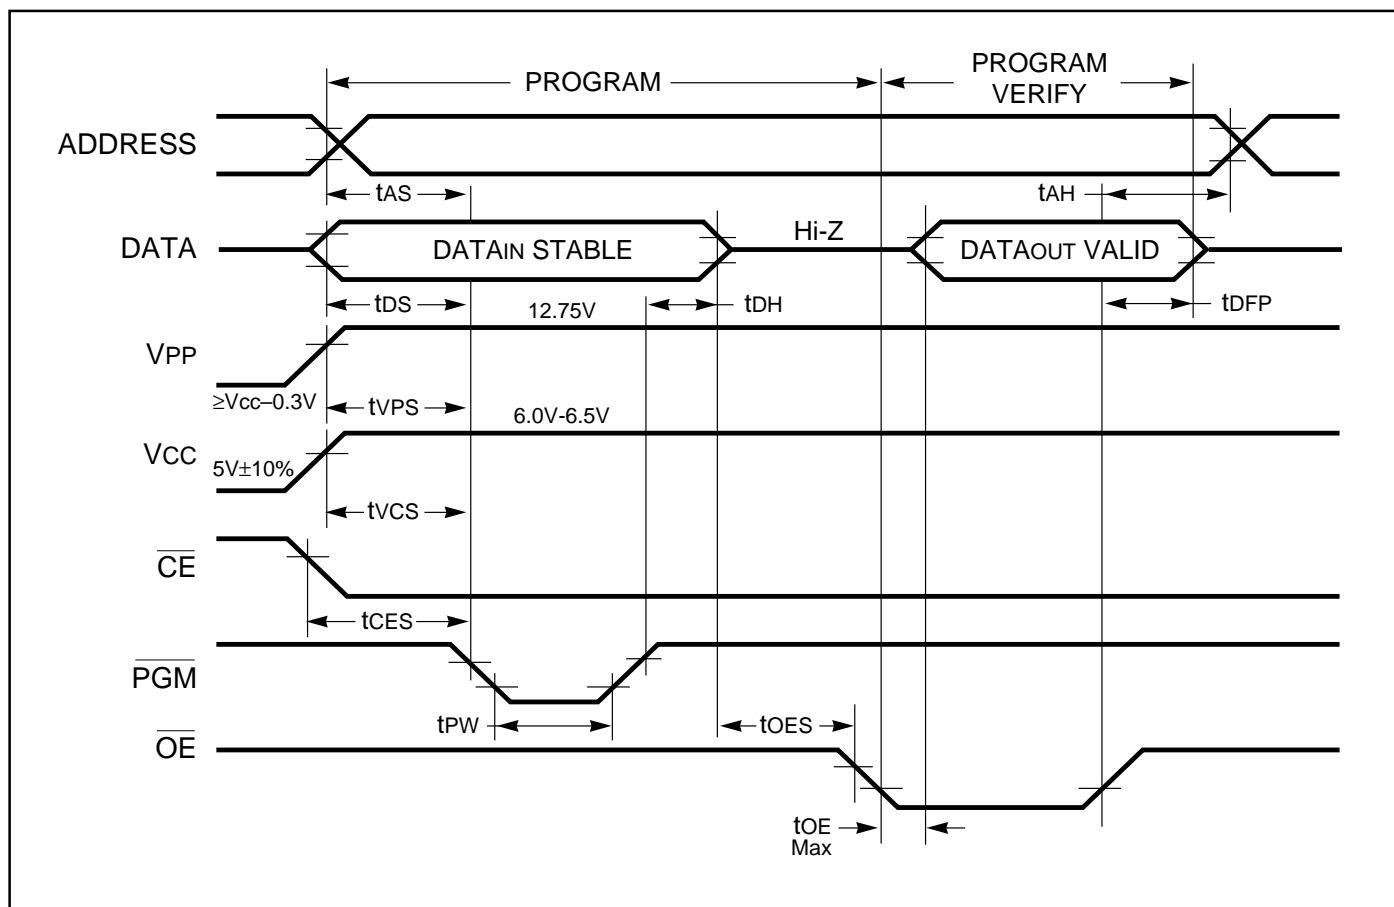 PROGRAM
PROGRAM
VERIFY
ADDRESS
tAS
tAH
DATA
DATAIN STABLE
Hi-Z
DATAOUT VALID
tDS
12.75V
tDH
tDFP
VPP
≥Vcc–0.3V
tVPS
6.0V-6.5V
VCC
5V±10%
tVCS
CE
tCES
PGM
tPW
tOES
OE
tOE
Max